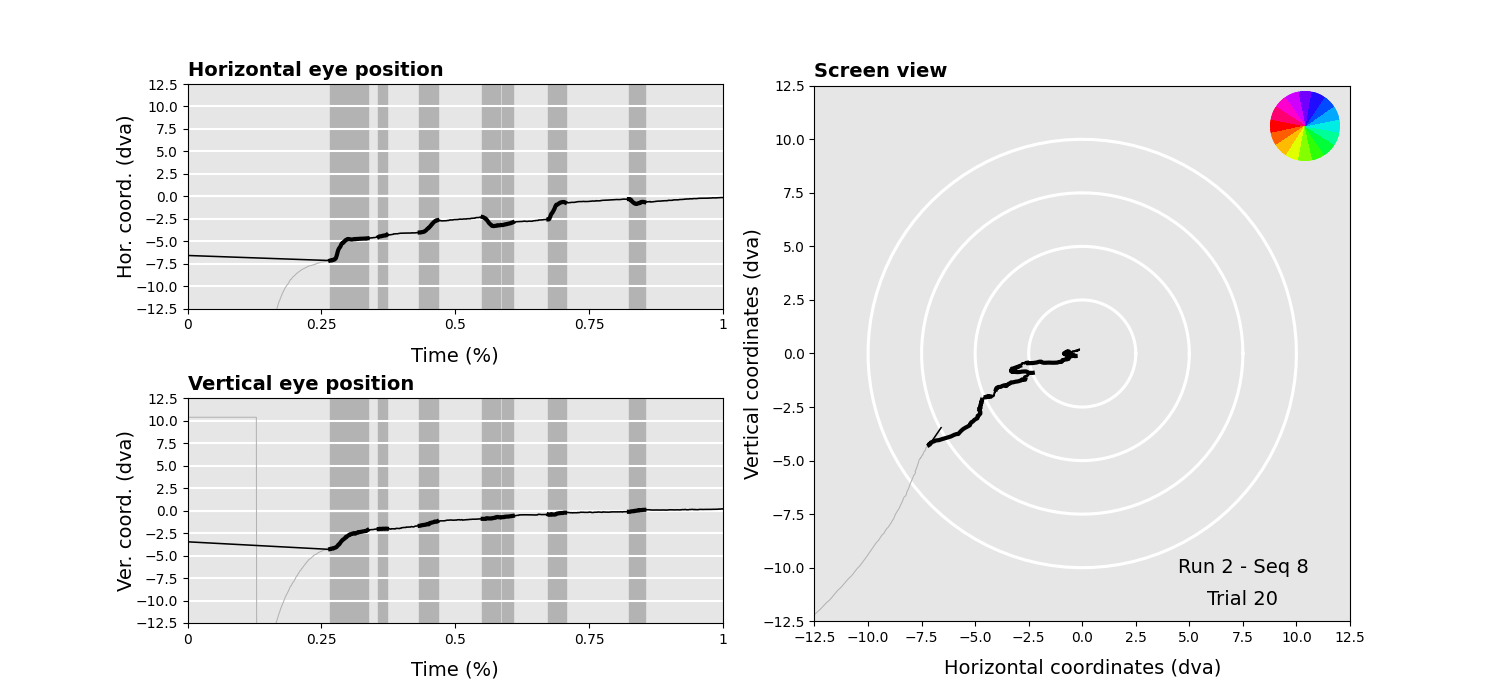 Horizontal eye position
12.5
10.0
7.5
5.0
2.5
0.0
−2.5
−5.0
−7.5
−10.0
−12.5
Hor. coord. (dva)
0 0.25 0.5 0.75 1
Time (%)
Vertical eye position
12.5
10.0
7.5
5.0
2.5
0.0
−2.5
−5.0
−7.5
−10.0
−12.5
Ver. coord. (dva)
0 0.25 0.5 0.75 1
Time (%)
Screen view
12.5
10.0
7.5
5.0
2.5
0.0
−2.5
−5.0
−7.5
−10.0
−12.5
Vertical coordinates (dva)
Run 2 - Seq 8
Trial 20
−12.5 −10.0 −7.5 −5.0 −2.5 0.0 2.5 5.0 7.5 10.0 12.5
Horizontal coordinates (dva)